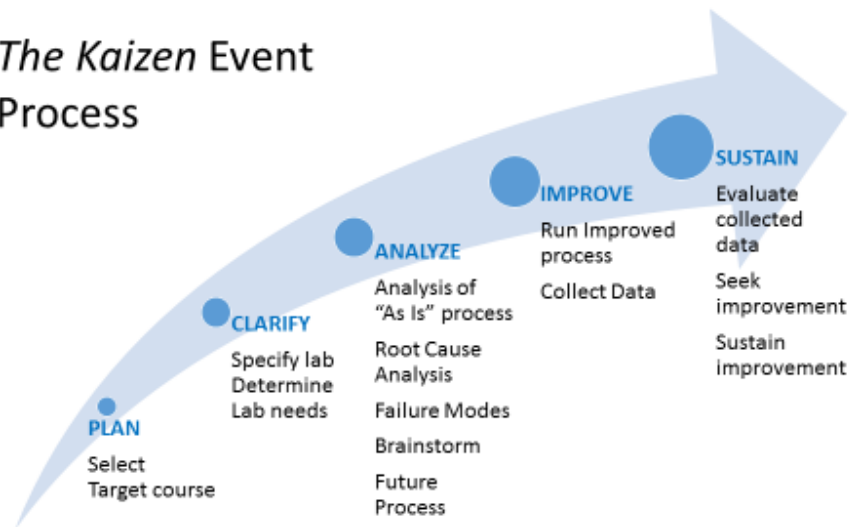 The Kaizen Event
Process
PLAN
Select
Target course
CLARIFY
Specify lab
Determine
Lab needs
ANALYZE
Analysis of
“As Is” process
Root Cause
Analysis
Failure Modes
Brainstorm
Future
Process
IMPROVE
Run Improved
process
Collect Data
SUSTAIN
Evaluate
collected
data
Seek
improvement
Sustain
improvement